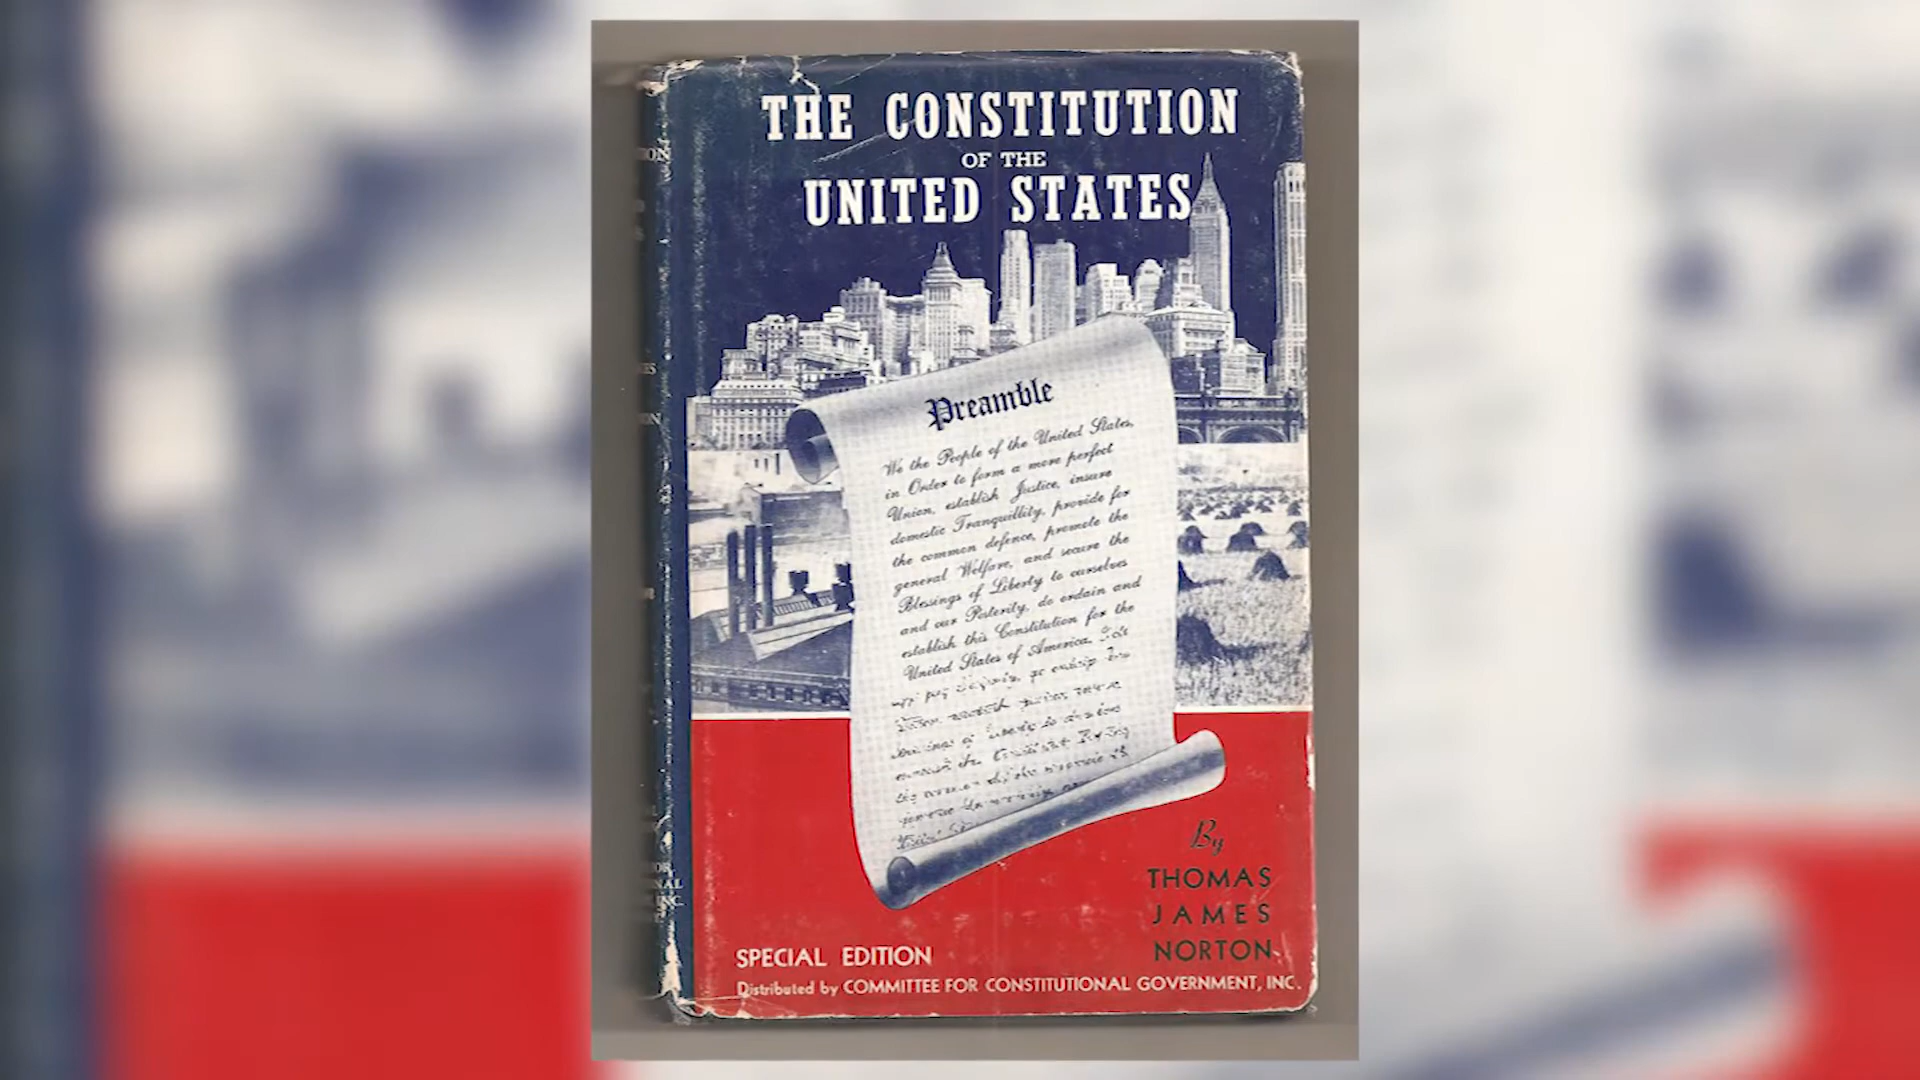 THE CONSTITUTION
OF THE
UNITED STATES
Preamble
We the People of the United States,
in Order to form a more perfect
Union, establish Justice, insure
domestic Tranquillity, provide for
the common defence, promote the
general Welfare, and secure the
Blessings of Liberty to ourselves
and our Posterity, do ordain and
establish this Constitution for the
United States of America.
By
THOMAS
JAMES
NORTON
SPECIAL EDITION
Distributed by COMMITTEE FOR CONSTITUTIONAL GOVERNMENT, INC.